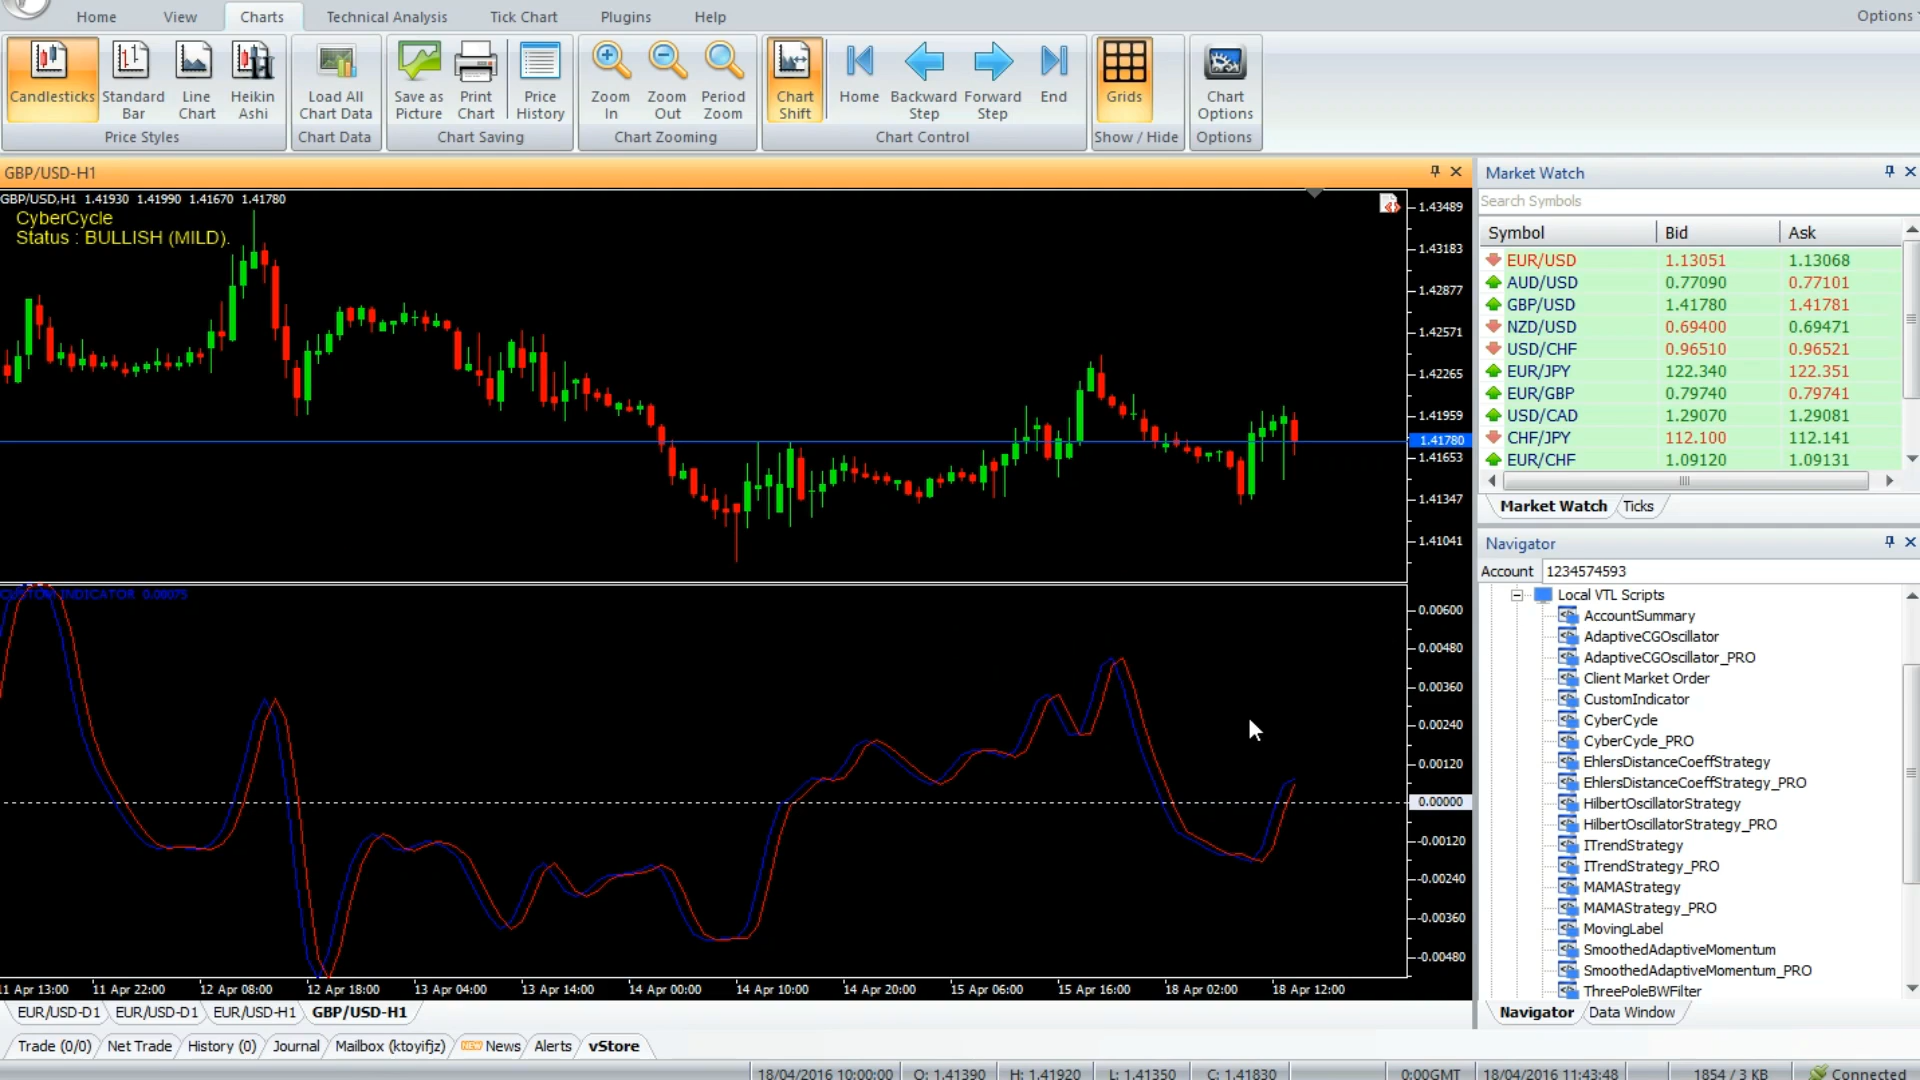 Home View Charts Technical Analysis Tick Chart Plugins Help Options
Candlesticks Standard Bar Line Chart Heikin Ashi Load All Chart Data Save as Picture Print Chart Price History Zoom In Zoom Out Period Zoom Chart Shift Home Backward Step Forward Step End Grids Chart Options
Price Styles Chart Data Chart Saving Chart Zooming Chart Control Show / Hide Options
GBP/USD-H1
GBP/USD,H1 1.41930 1.41990 1.41670 1.41780
CyberCycle
Status : BULLISH (MILD).
1.43489
1.43183
1.42877
1.42571
1.42265
1.41959
1.41780
1.41653
1.41347
1.41041
CUSTOM INDICATOR 0.00075
0.00600
0.00480
0.00360
0.00240
0.00120
0.00000
-0.00120
-0.00240
-0.00360
-0.00480
11 Apr 13:00 11 Apr 22:00 12 Apr 08:00 12 Apr 18:00 13 Apr 04:00 13 Apr 14:00 14 Apr 00:00 14 Apr 10:00 14 Apr 20:00 15 Apr 06:00 15 Apr 16:00 18 Apr 02:00 18 Apr 12:00
EUR/USD-D1 EUR/USD-D1 EUR/USD-H1 GBP/USD-H1
Market Watch
Search Symbols
Symbol Bid Ask
EUR/USD 1.13051 1.13068
AUD/USD 0.77090 0.77101
GBP/USD 1.41780 1.41781
NZD/USD 0.69400 0.69471
USD/CHF 0.96510 0.96521
EUR/JPY 122.340 122.351
EUR/GBP 0.79740 0.79741
USD/CAD 1.29070 1.29081
CHF/JPY 112.100 112.141
EUR/CHF 1.09120 1.09131
Market Watch Ticks
Navigator
Account 1234574593
Local VTL Scripts
AccountSummary
AdaptiveCGOscillator
AdaptiveCGOscillator_PRO
Client Market Order
CustomIndicator
CyberCycle
CyberCycle_PRO
EhlersDistanceCoeffStrategy
EhlersDistanceCoeffStrategy_PRO
HilbertOscillatorStrategy
HilbertOscillatorStrategy_PRO
ITrendStrategy
ITrendStrategy_PRO
MAMAStrategy
MAMAStrategy_PRO
MovingLabel
SmoothedAdaptiveMomentum
SmoothedAdaptiveMomentum_PRO
ThreePoleBWFilter
Navigator Data Window
Trade (0/0) Net Trade History (0) Journal Mailbox (ktoyifjz) NEW News Alerts vStore
18/04/2016 10:00:00 O: 1.41390 H: 1.41920 L: 1.41350 C: 1.41830 0:00GMT 18/04/2016 11:43:48 1854 / 3 KB Connected